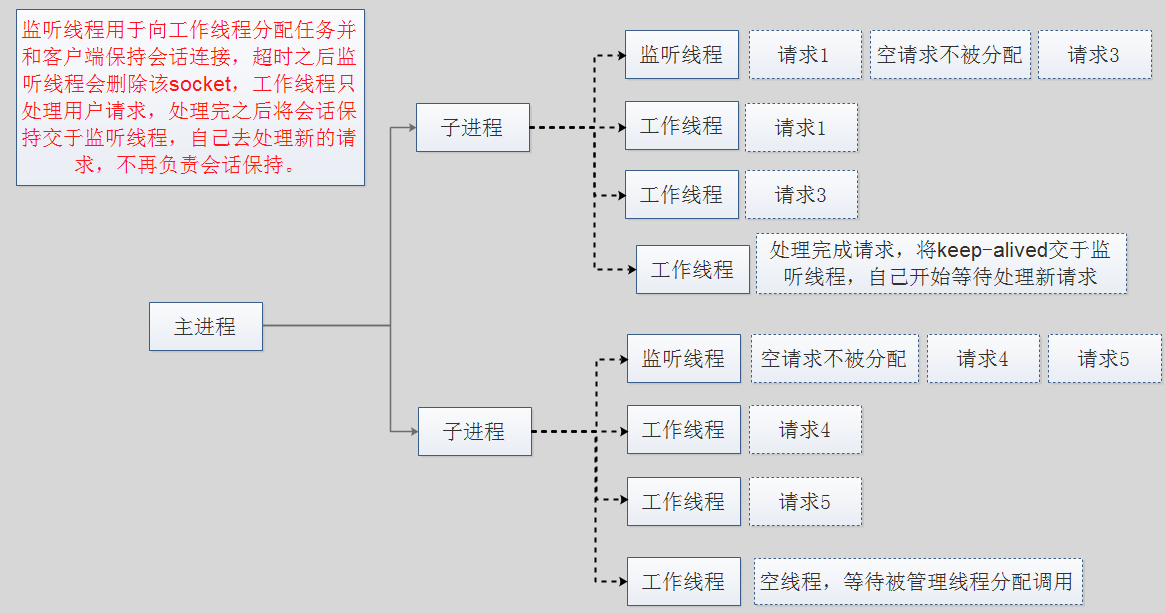 监听线程用于向工作线程分配任务并
和客户端保持会话连接，超时之后监
听线程会删除该socket，工作线程只
处理用户请求，处理完之后将会话保
持交于监听线程，自己去处理新的请
求，不再负责会话保持。
监听线程
请求1
空请求不被分配
请求3
子进程
工作线程
请求1
工作线程
请求3
工作线程
处理完成请求，将keep-alived交于监
听线程，自己开始等待处理新请求
主进程
监听线程
空请求不被分配
请求4
请求5
子进程
工作线程
请求4
工作线程
请求5
工作线程
空线程，等待被管理线程分配调用